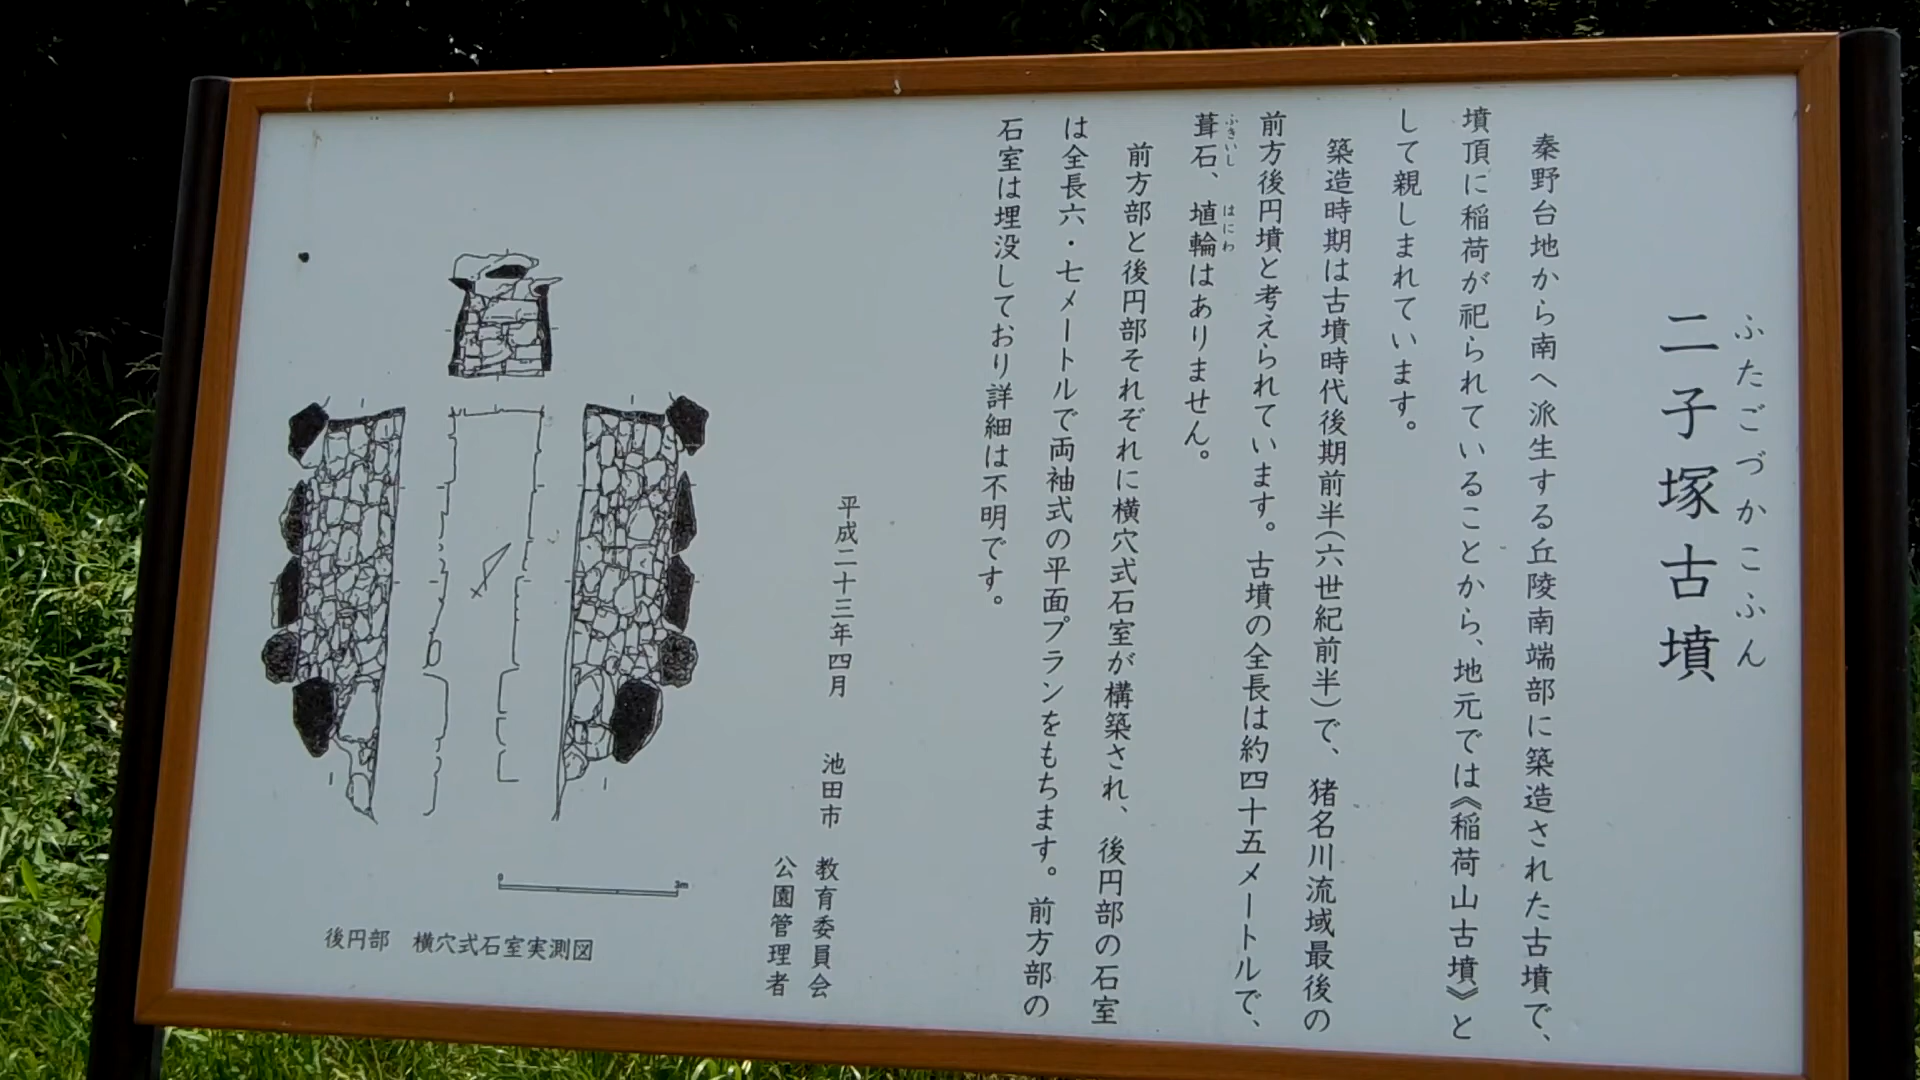 ふたごづかこふん
二子塚古墳
秦野台地から南へ派生する丘陵南端部に築造された古墳で、
墳頂に稲荷が祀られていることから、地元では《稲荷山古墳》と
して親しまれています。
築造時期は古墳時代後期前半(六世紀前半)で、猪名川流域最後の
前方後円墳と考えられています。古墳の全長は約四十五メートルで、
ふきいし はにわ
葺石、埴輪はありません。
前方部と後円部それぞれに横穴式石室が構築され、後円部の石室
は全長六・七メートルで両袖式の平面プランをもちます。前方部の
石室は埋没しており詳細は不明です。
平成二十三年四月 池田市
教育委員会
公園管理者
0 3m
後円部 横穴式石室実測図